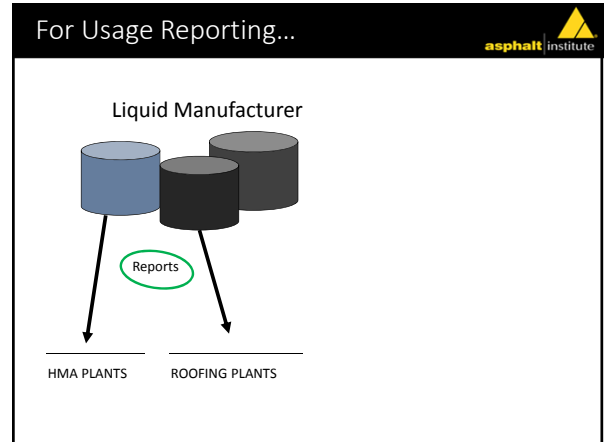 For Usage Reporting...
asphalt institute
Liquid Manufacturer
Reports
HMA PLANTS
ROOFING PLANTS